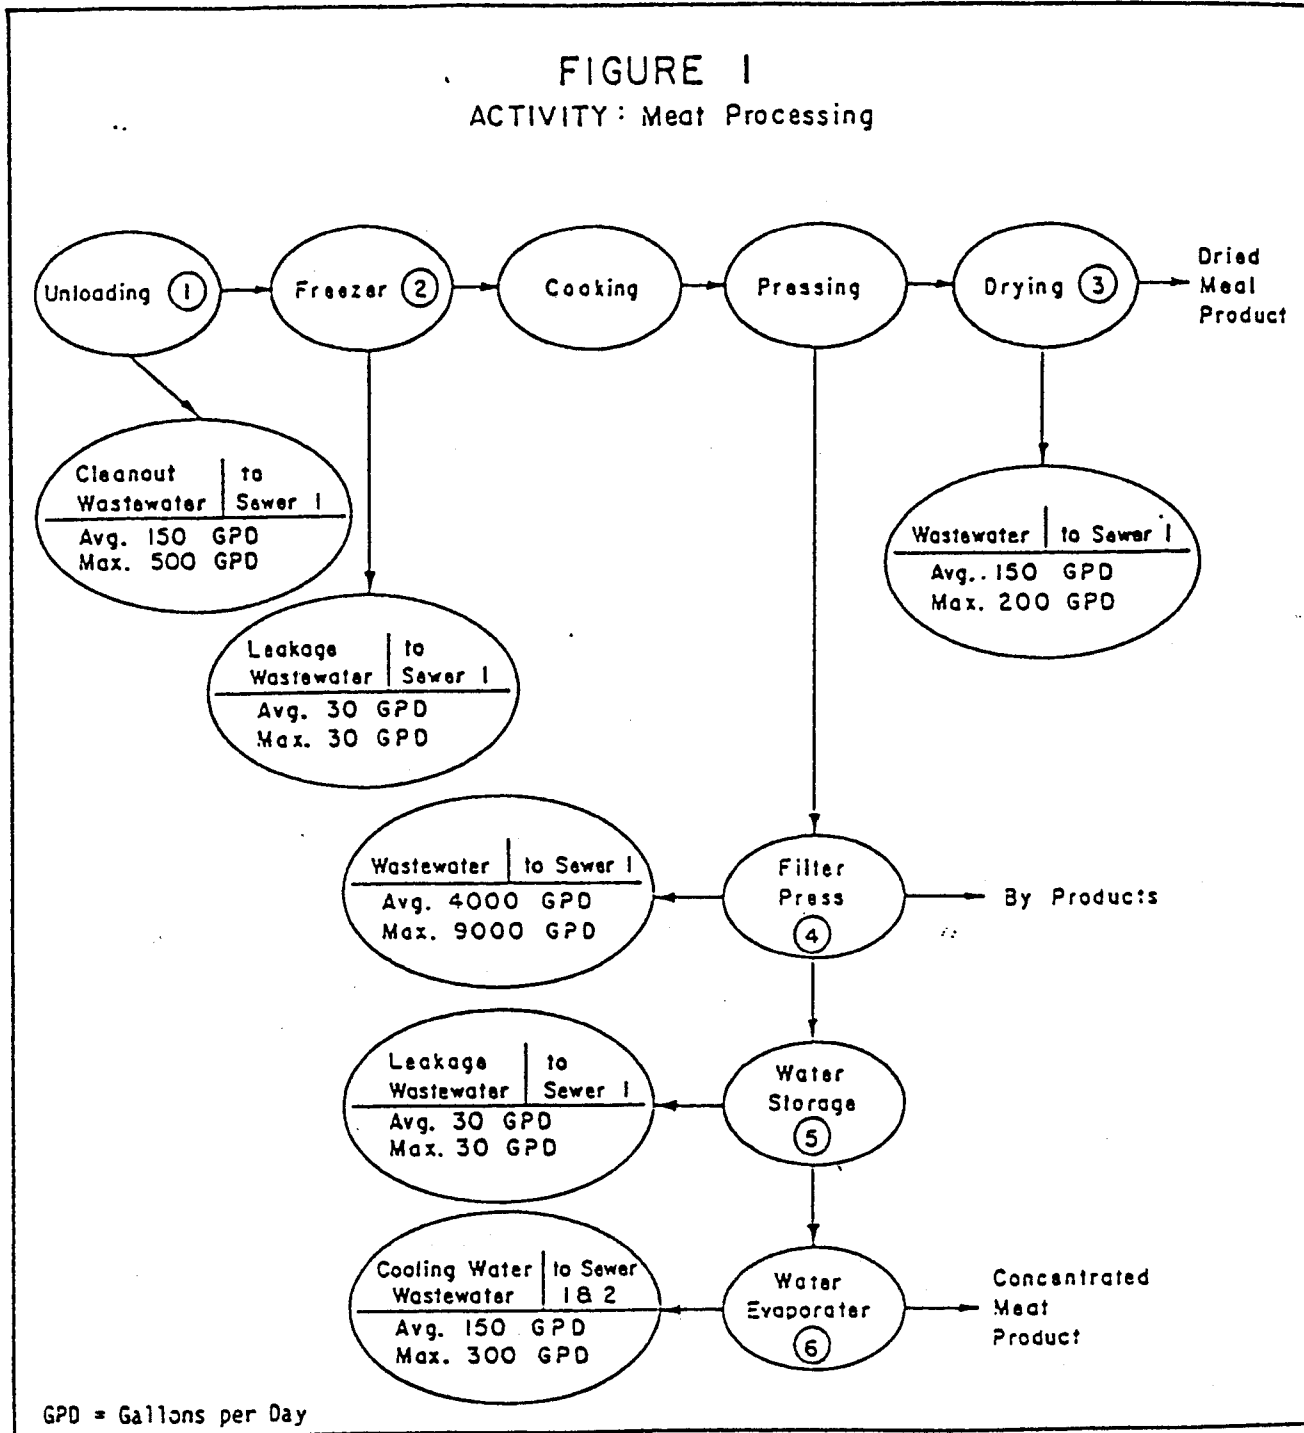 FIGURE 1
ACTIVITY: Meat Processing
Unloading 1
Freezer 2
Cooking
Pressing
Drying 3
Dried
Meal
Product
Cleanout to
Wastewater Sewer 1
Avg. 150 GPD
Max. 500 GPD
Wastewater to Sewer 1
Avg. 150 GPD
Max. 200 GPD
Leakage to
Wastewater Sewer 1
Avg. 30 GPD
Max. 30 GPD
Wastewater to Sewer 1
Avg. 4000 GPD
Max. 9000 GPD
Filter
Press
4
By Products
Leakage to
Wastewater Sewer 1
Avg. 30 GPD
Max. 30 GPD
Water
Storage
5
Cooling Water to Sewer
Wastewater 1 & 2
Avg. 150 GPD
Max. 300 GPD
Water
Evaporater
6
Concentrated
Meat
Product
GPD = Gallons per Day